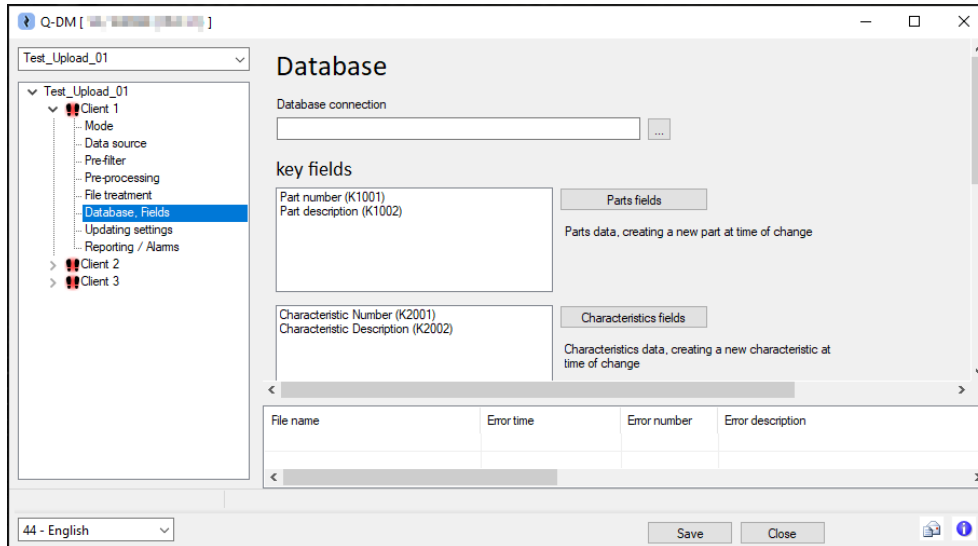 Q-DM [ ]
Test_Upload_01
Test_Upload_01
Client 1
Mode
Data source
Pre-filter
Pre-processing
File treatment
Database, Fields
Updating settings
Reporting / Alarms
Client 2
Client 3
Database
Database connection
...
key fields
Part number (K1001)
Part description (K1002)
Parts fields
Parts data, creating a new part at time of change
Characteristic Number (K2001)
Characteristic Description (K2002)
Characteristics fields
Characteristics data, creating a new characteristic at
time of change
File name Error time Error number Error description
44 - English
Save Close